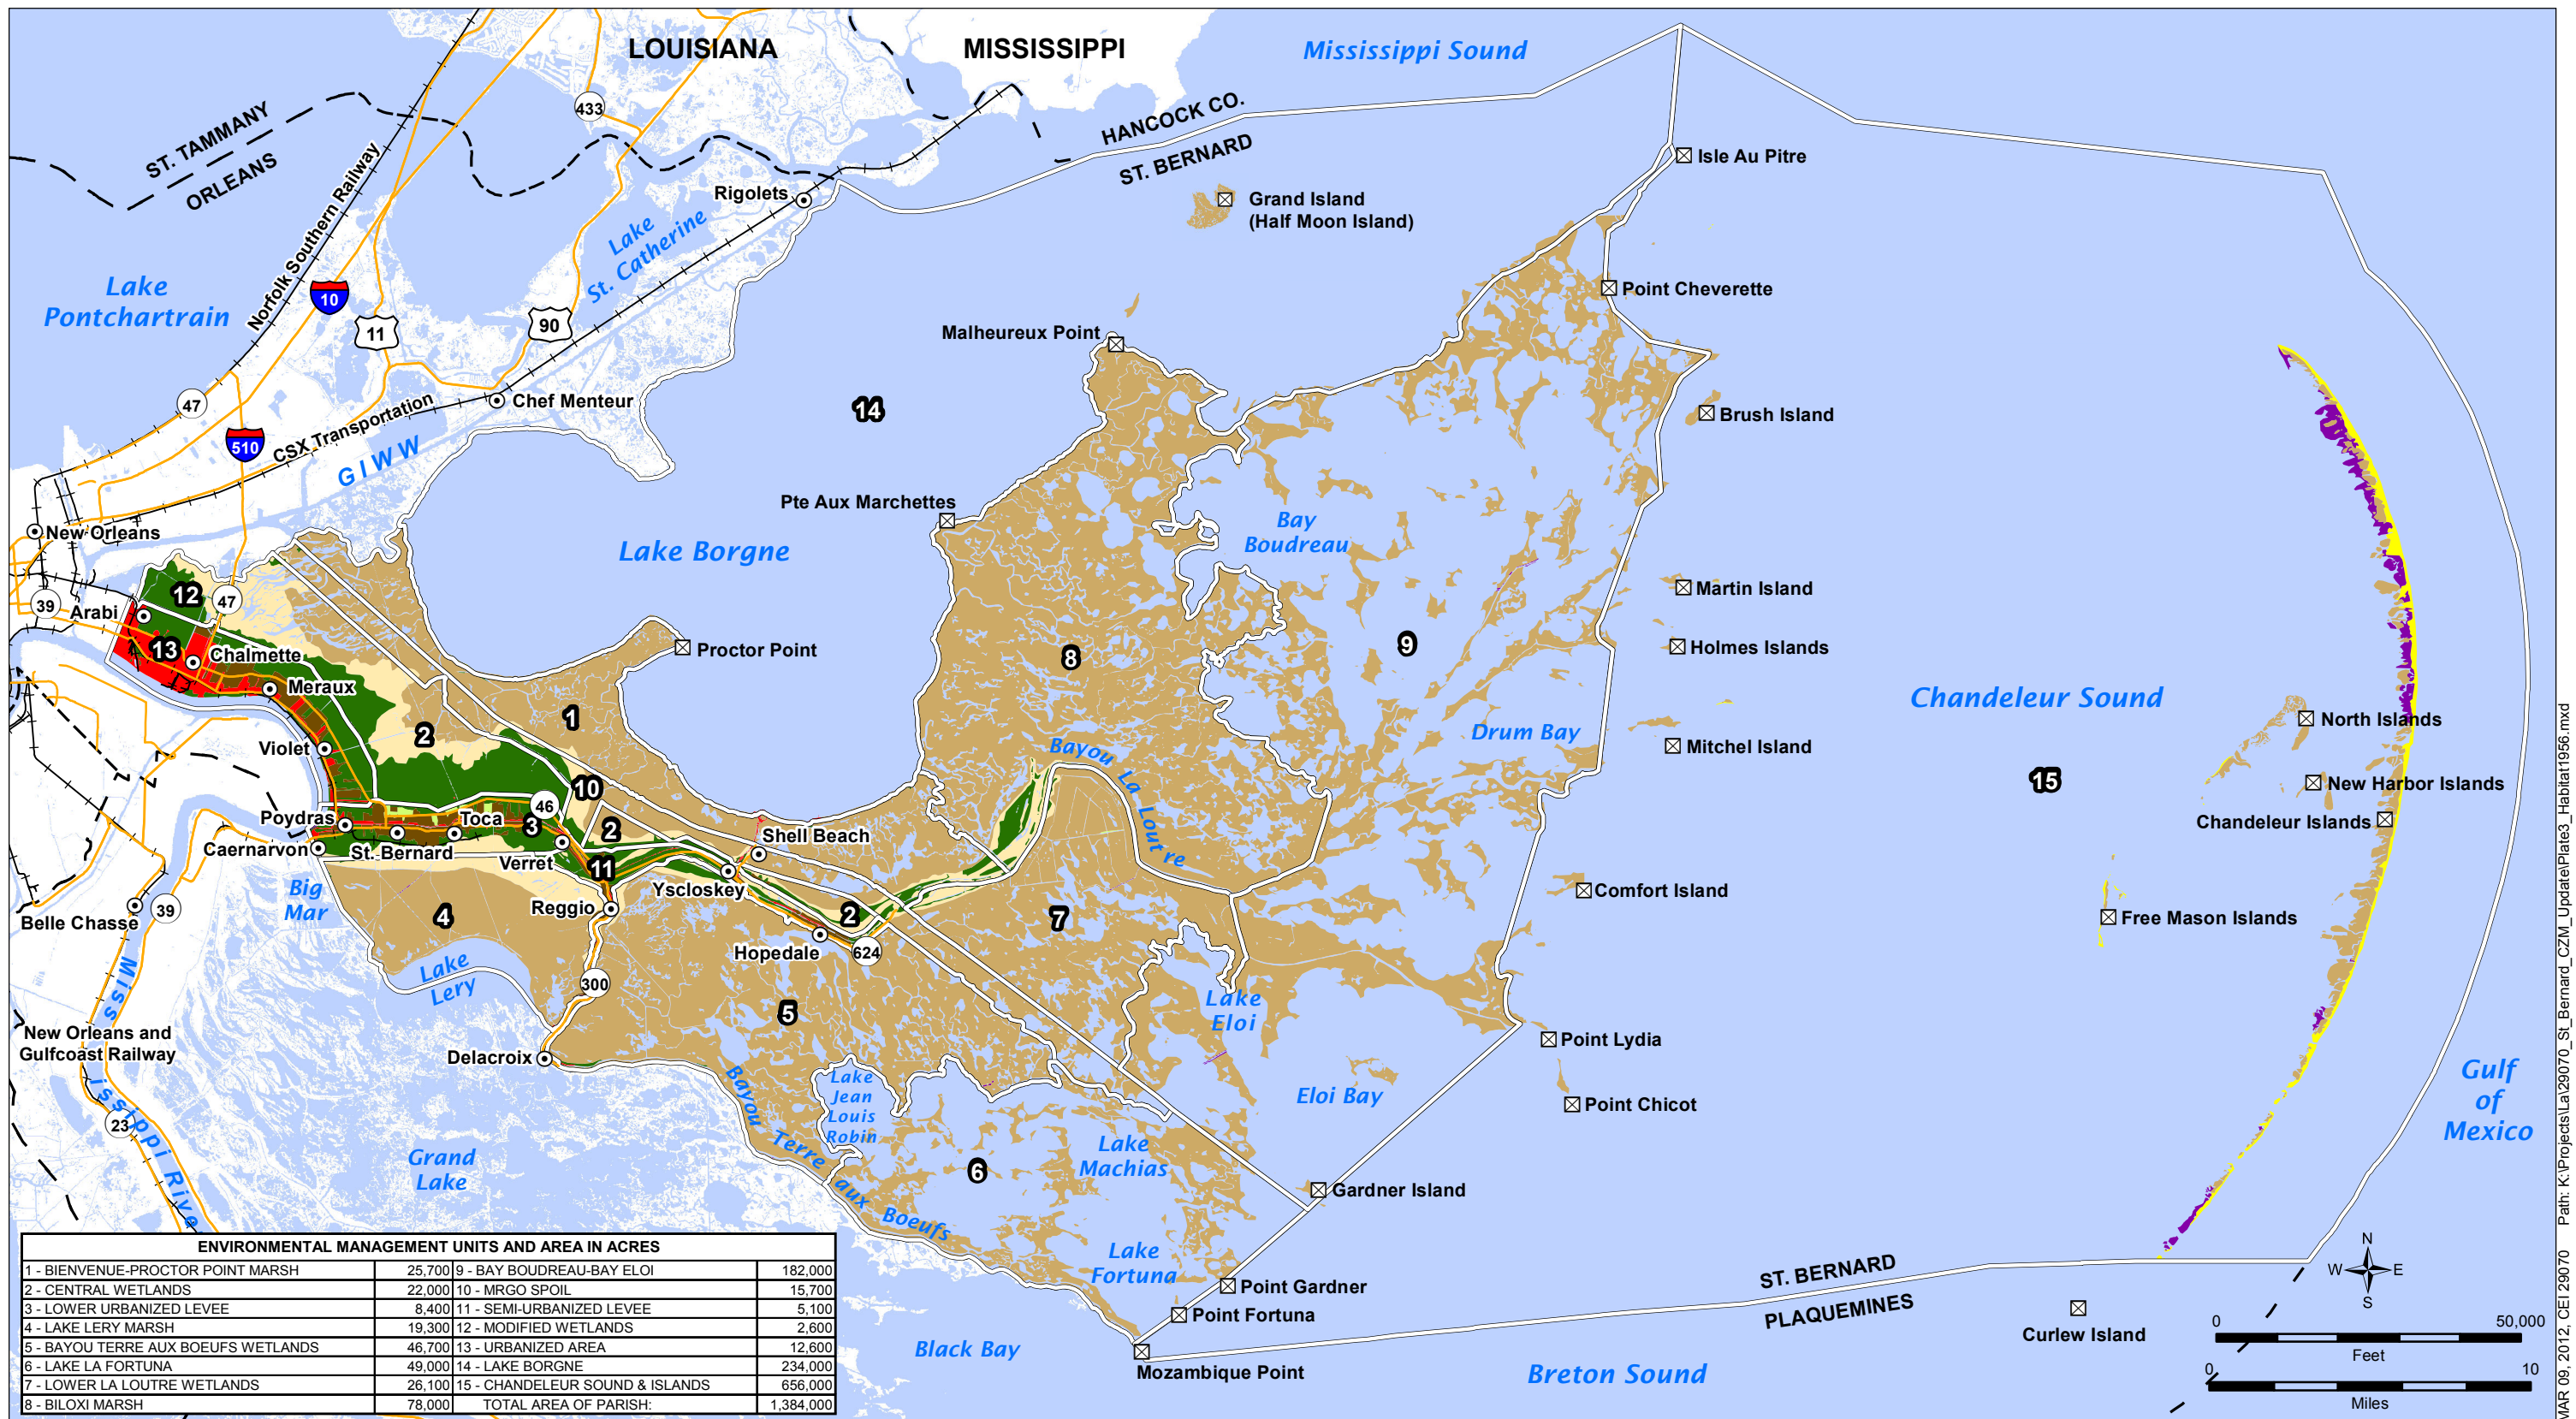 LOUISIANA
MISSISSIPPI
Mississippi Sound
433
ST. TAMMANY
ORLEANS
HANCOCK CO.
ST. BERNARD
Norfolk Southern Railway
Rigolets
Isle Au Pitre
Grand Island
(Half Moon Island)
Lake
St. Catherine
Lake
Pontchartrain
10
11
90
Point Cheverette
Malheureux Point
47
Chef Menteur
14
Brush Island
510
CSX Transportation
GIWW
Pte Aux Marchettes
New Orleans
Bay
Boudreau
Lake Borgne
12
39
Arabi
47
Martin Island
13
Chalmette
Proctor Point
8
9
Holmes Islands
Meraux
1
Chandeleur Sound
North Islands
2
Violet
Drum Bay
Mitchel Island
Bayou La Loutre
15
New Harbor Islands
10
46
Poydras
Toca
3
2
Chandeleur Islands
Shell Beach
Caernarvon
St. Bernard
Verret
11
Yscloskey
Big
Mar
Comfort Island
Belle Chasse
39
4
Reggio
2
7
Free Mason Islands
Hopedale
624
Lake
Lery
300
Lake
Eloi
5
New Orleans and
Gulfcoast Railway
Mississippi River
Delacroix
Point Lydia
Lake
Jean
Louis
Robin
Eloi Bay
Gulf
of
Mexico
Point Chicot
23
Bayou Terre aux Boeufs
Grand
Lake
6
Lake
Machias
Gardner Island
Lake
Fortuna
Point Gardner
Point Fortuna
ST. BERNARD
PLAQUEMINES
Black Bay
Mozambique Point
Breton Sound
Curlew Island
N
W E
S
0 50,000
Feet
0 10
Miles
ENVIRONMENTAL MANAGEMENT UNITS AND AREA IN ACRES
1 - BIENVENUE-PROCTOR POINT MARSH 25,700 9 - BAY BOUDREAU-BAY ELOI 182,000
2 - CENTRAL WETLANDS 22,000 10 - MRGO SPOIL 15,700
3 - LOWER URBANIZED LEVEE 8,400 11 - SEMI-URBANIZED LEVEE 5,100
4 - LAKE LERY MARSH 19,300 12 - MODIFIED WETLANDS 2,600
5 - BAYOU TERRE AUX BOEUFS WETLANDS 46,700 13 - URBANIZED AREA 12,600
6 - LAKE LA FORTUNA 49,000 14 - LAKE BORGNE 234,000
7 - LOWER LA LOUTRE WETLANDS 26,100 15 - CHANDELEUR SOUND & ISLANDS 656,000
8 - BILOXI MARSH 78,000 TOTAL AREA OF PARISH: 1,384,000
MAR 09, 2012, CEI 29070 Path: K:\Projects\La\29070_St_Bernard_CZM_Update\Plate3_Habitat1956.mxd